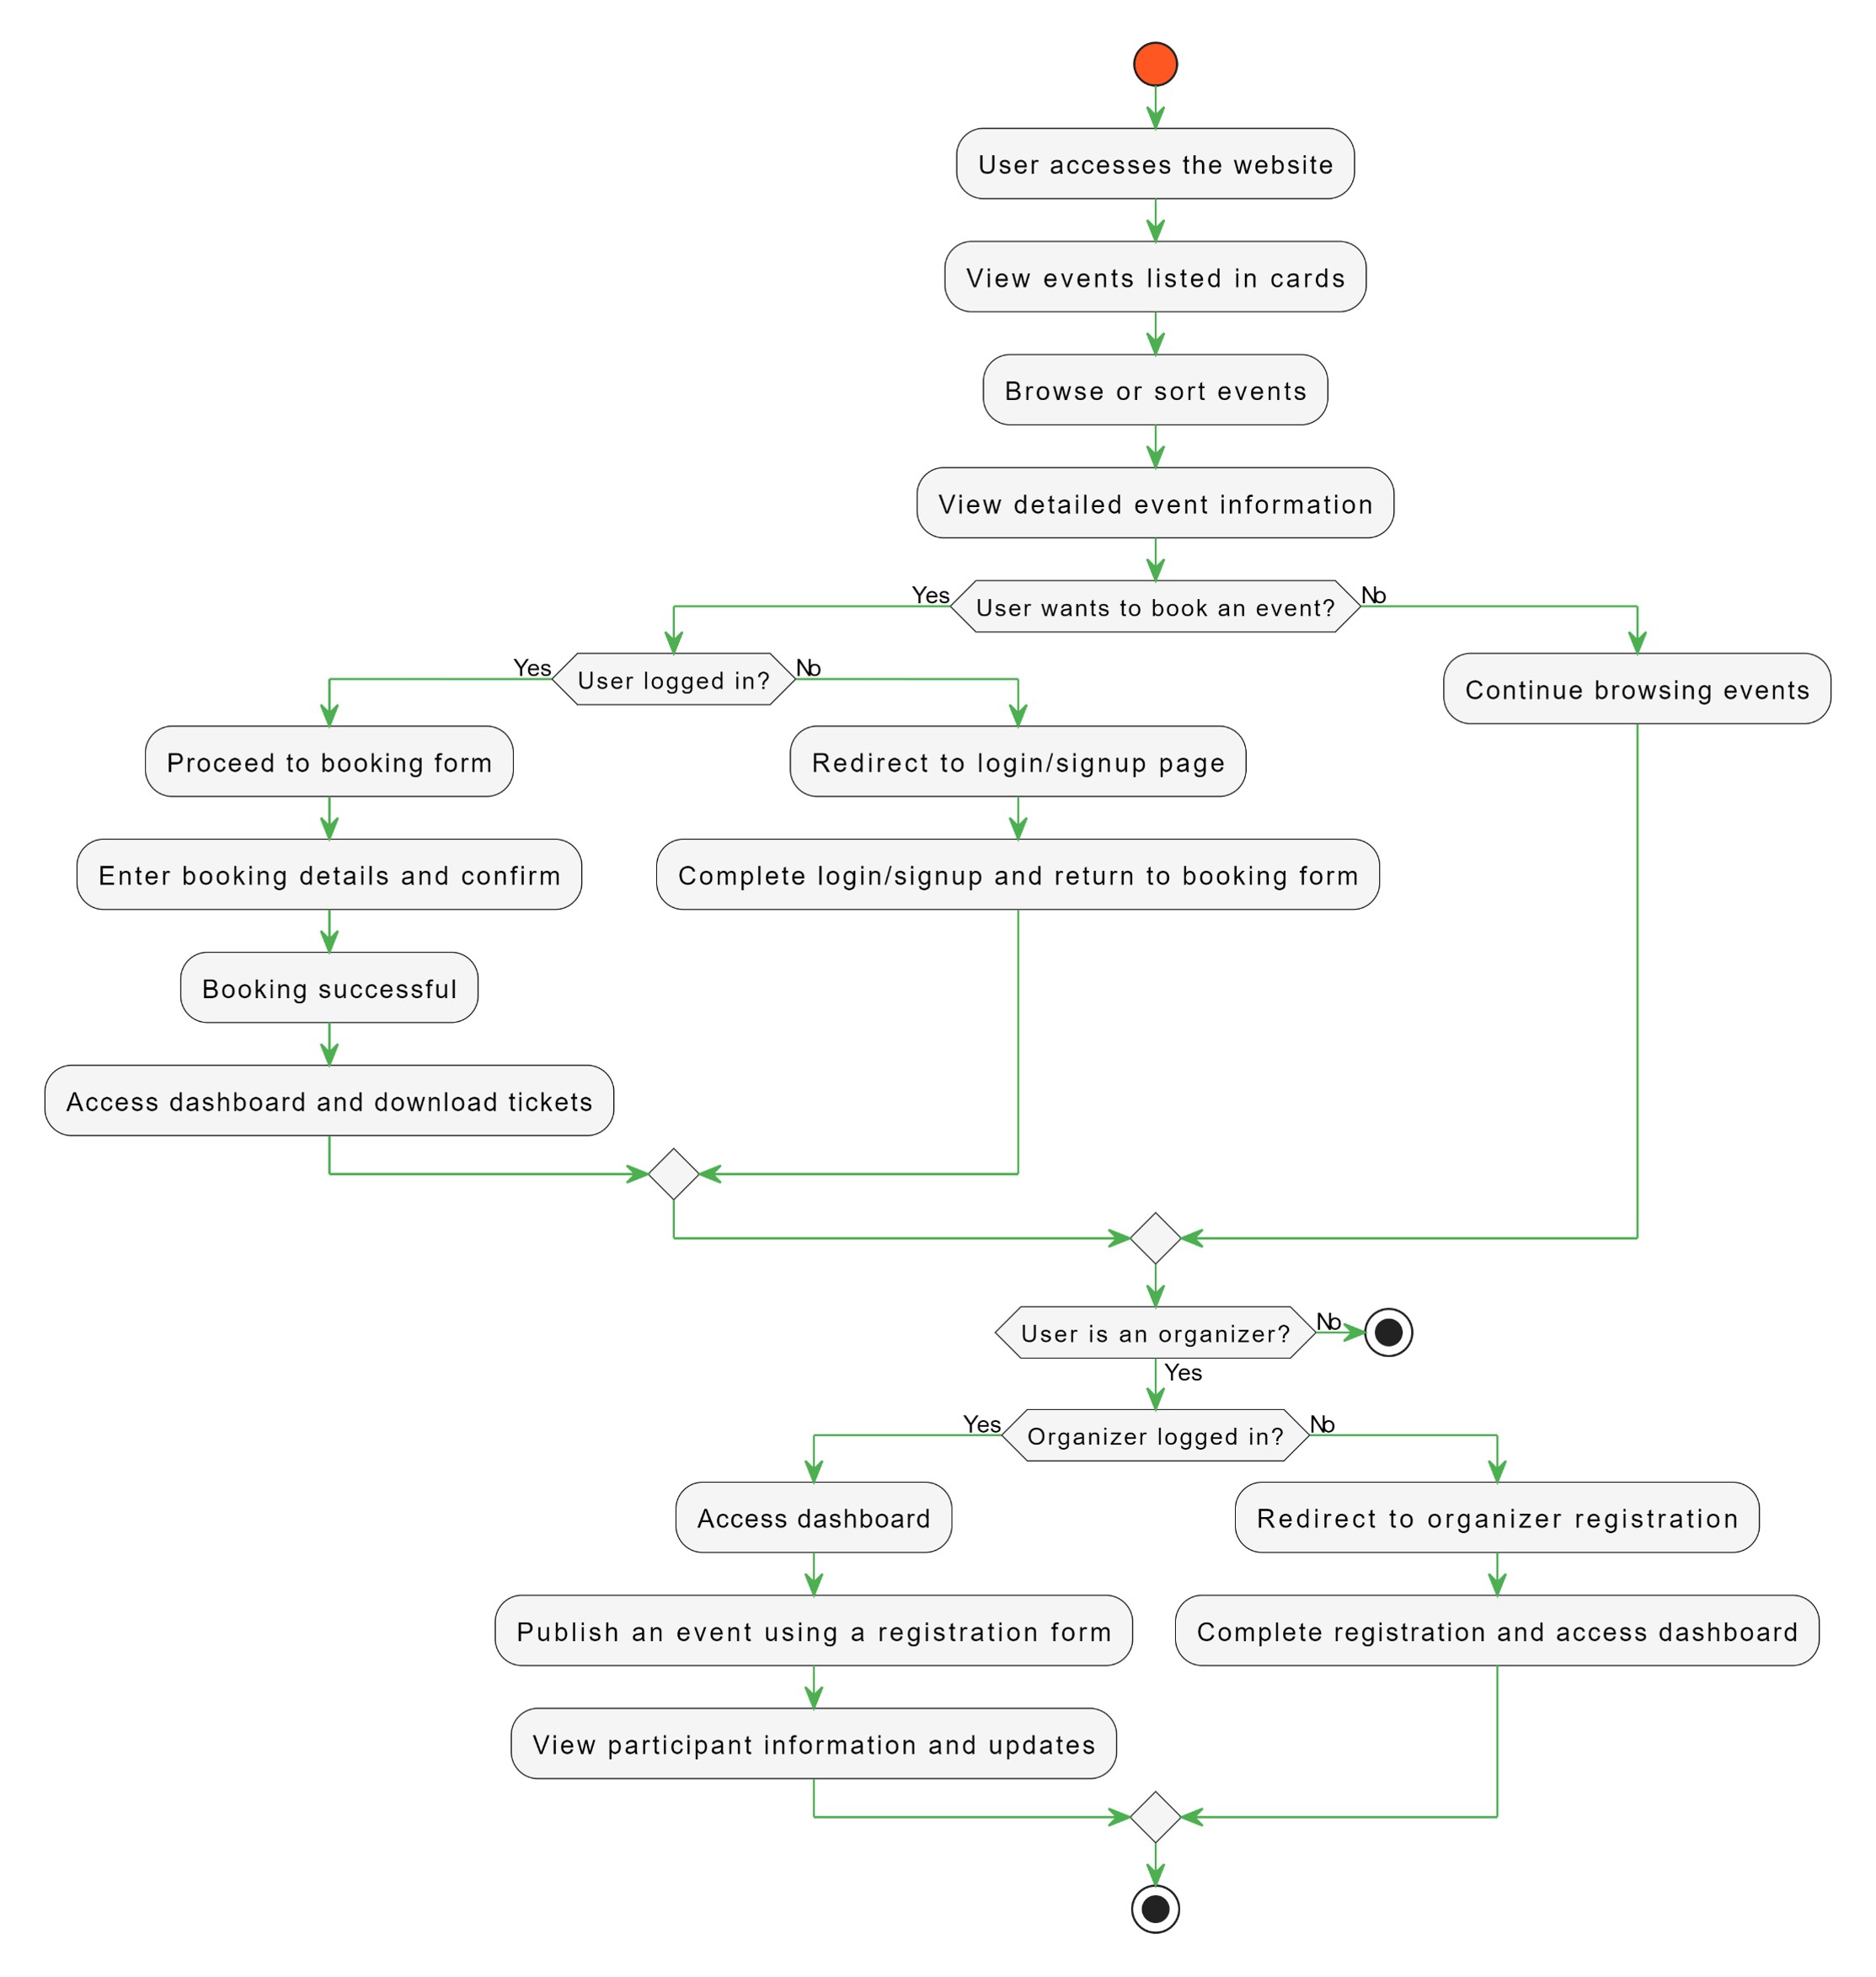 User accesses the website
View events listed in cards
Browse or sort events
View detailed event information
Yes
User wants to book an event?
No
Yes
User logged in?
No
Continue browsing events
Proceed to booking form
Redirect to login/signup page
Enter booking details and confirm
Complete login/signup and return to booking form
Booking successful
Access dashboard and download tickets
User is an organizer?
No
Yes
Yes
Organizer logged in?
No
Access dashboard
Redirect to organizer registration
Publish an event using a registration form
Complete registration and access dashboard
View participant information and updates